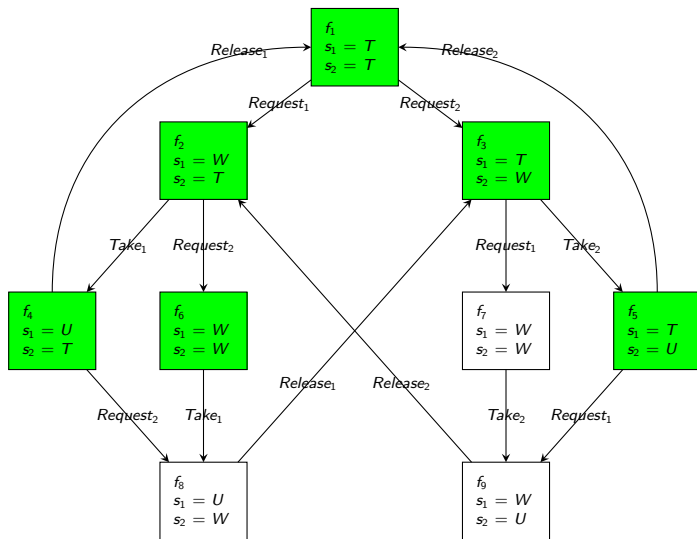 f₁
s₁ = T
s₂ = T
Release₁
Release₂
Request₁
Request₂
f₂
s₁ = W
s₂ = T
f₃
s₁ = T
s₂ = W
Take₁
Request₂
Request₁
Take₂
f₄
s₁ = U
s₂ = T
f₆
s₁ = W
s₂ = W
f₇
s₁ = W
s₂ = W
f₅
s₁ = T
s₂ = U
Release₁
Release₂
Request₂
Take₁
Take₂
Request₁
f₈
s₁ = U
s₂ = W
f₉
s₁ = W
s₂ = U